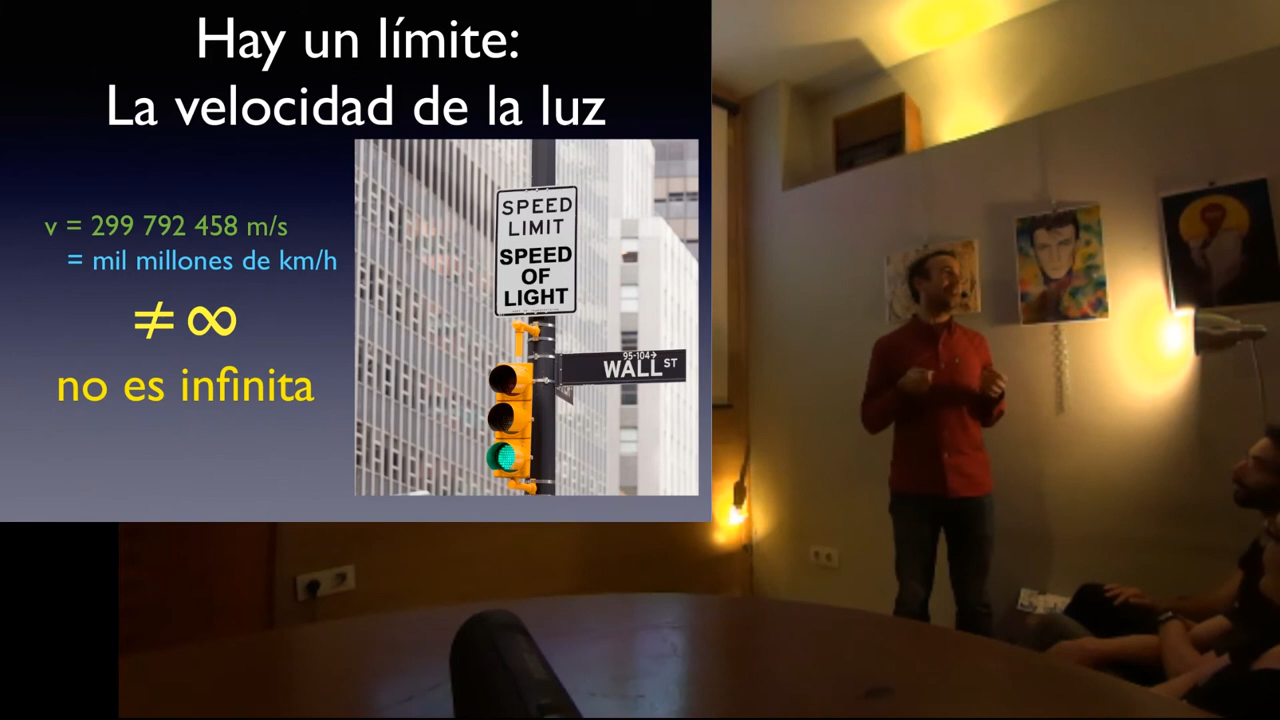 Hay un límite:
La velocidad de la luz
v = 299 792 458 m/s
= mil millones de km/h
≠ ∞
no es infinita
SPEED
LIMIT
SPEED
OF
LIGHT
95-104→
WALL ST